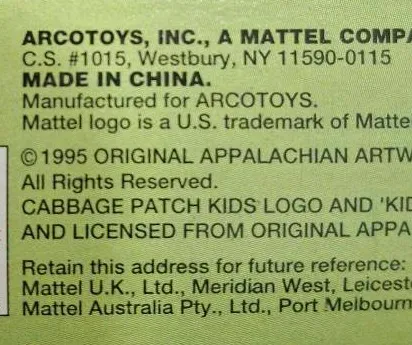 ARCOTOYS, INC., A MATTEL COMPA
C.S. #1015, Westbury, NY 11590-0115
MADE IN CHINA.
Manufactured for ARCOTOYS.
Mattel logo is a U.S. trademark of Matte
©1995 ORIGINAL APPALACHIAN ARTW
All Rights Reserved.
CABBAGE PATCH KIDS LOGO AND 'KID
AND LICENSED FROM ORIGINAL APPA
Retain this address for future reference:
Mattel U.K., Ltd., Meridian West, Leiceste
Mattel Australia Pty., Ltd., Port Melbourn